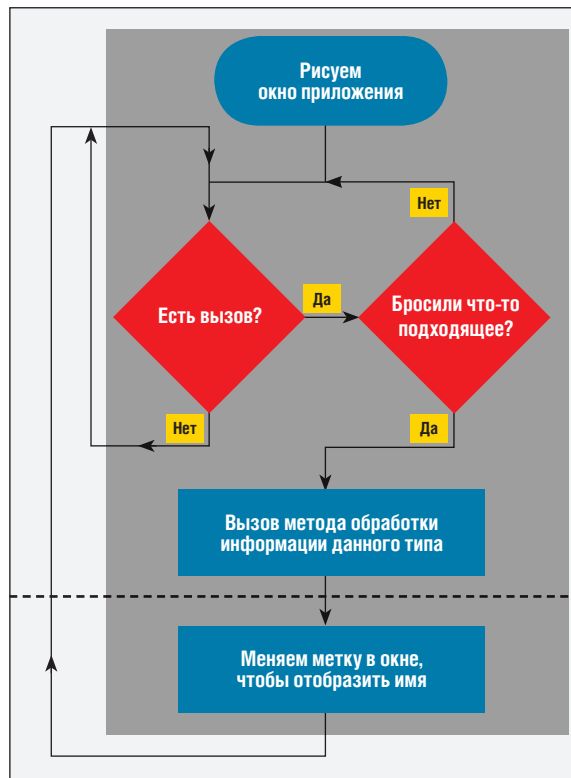 Рисуем
окно приложения
Нет
Да
Есть вызов?
Бросили что-то
подходящее?
Нет
Да
Вызов метода обработки
информации данного типа
Меняем метку в окне,
чтобы отобразить имя